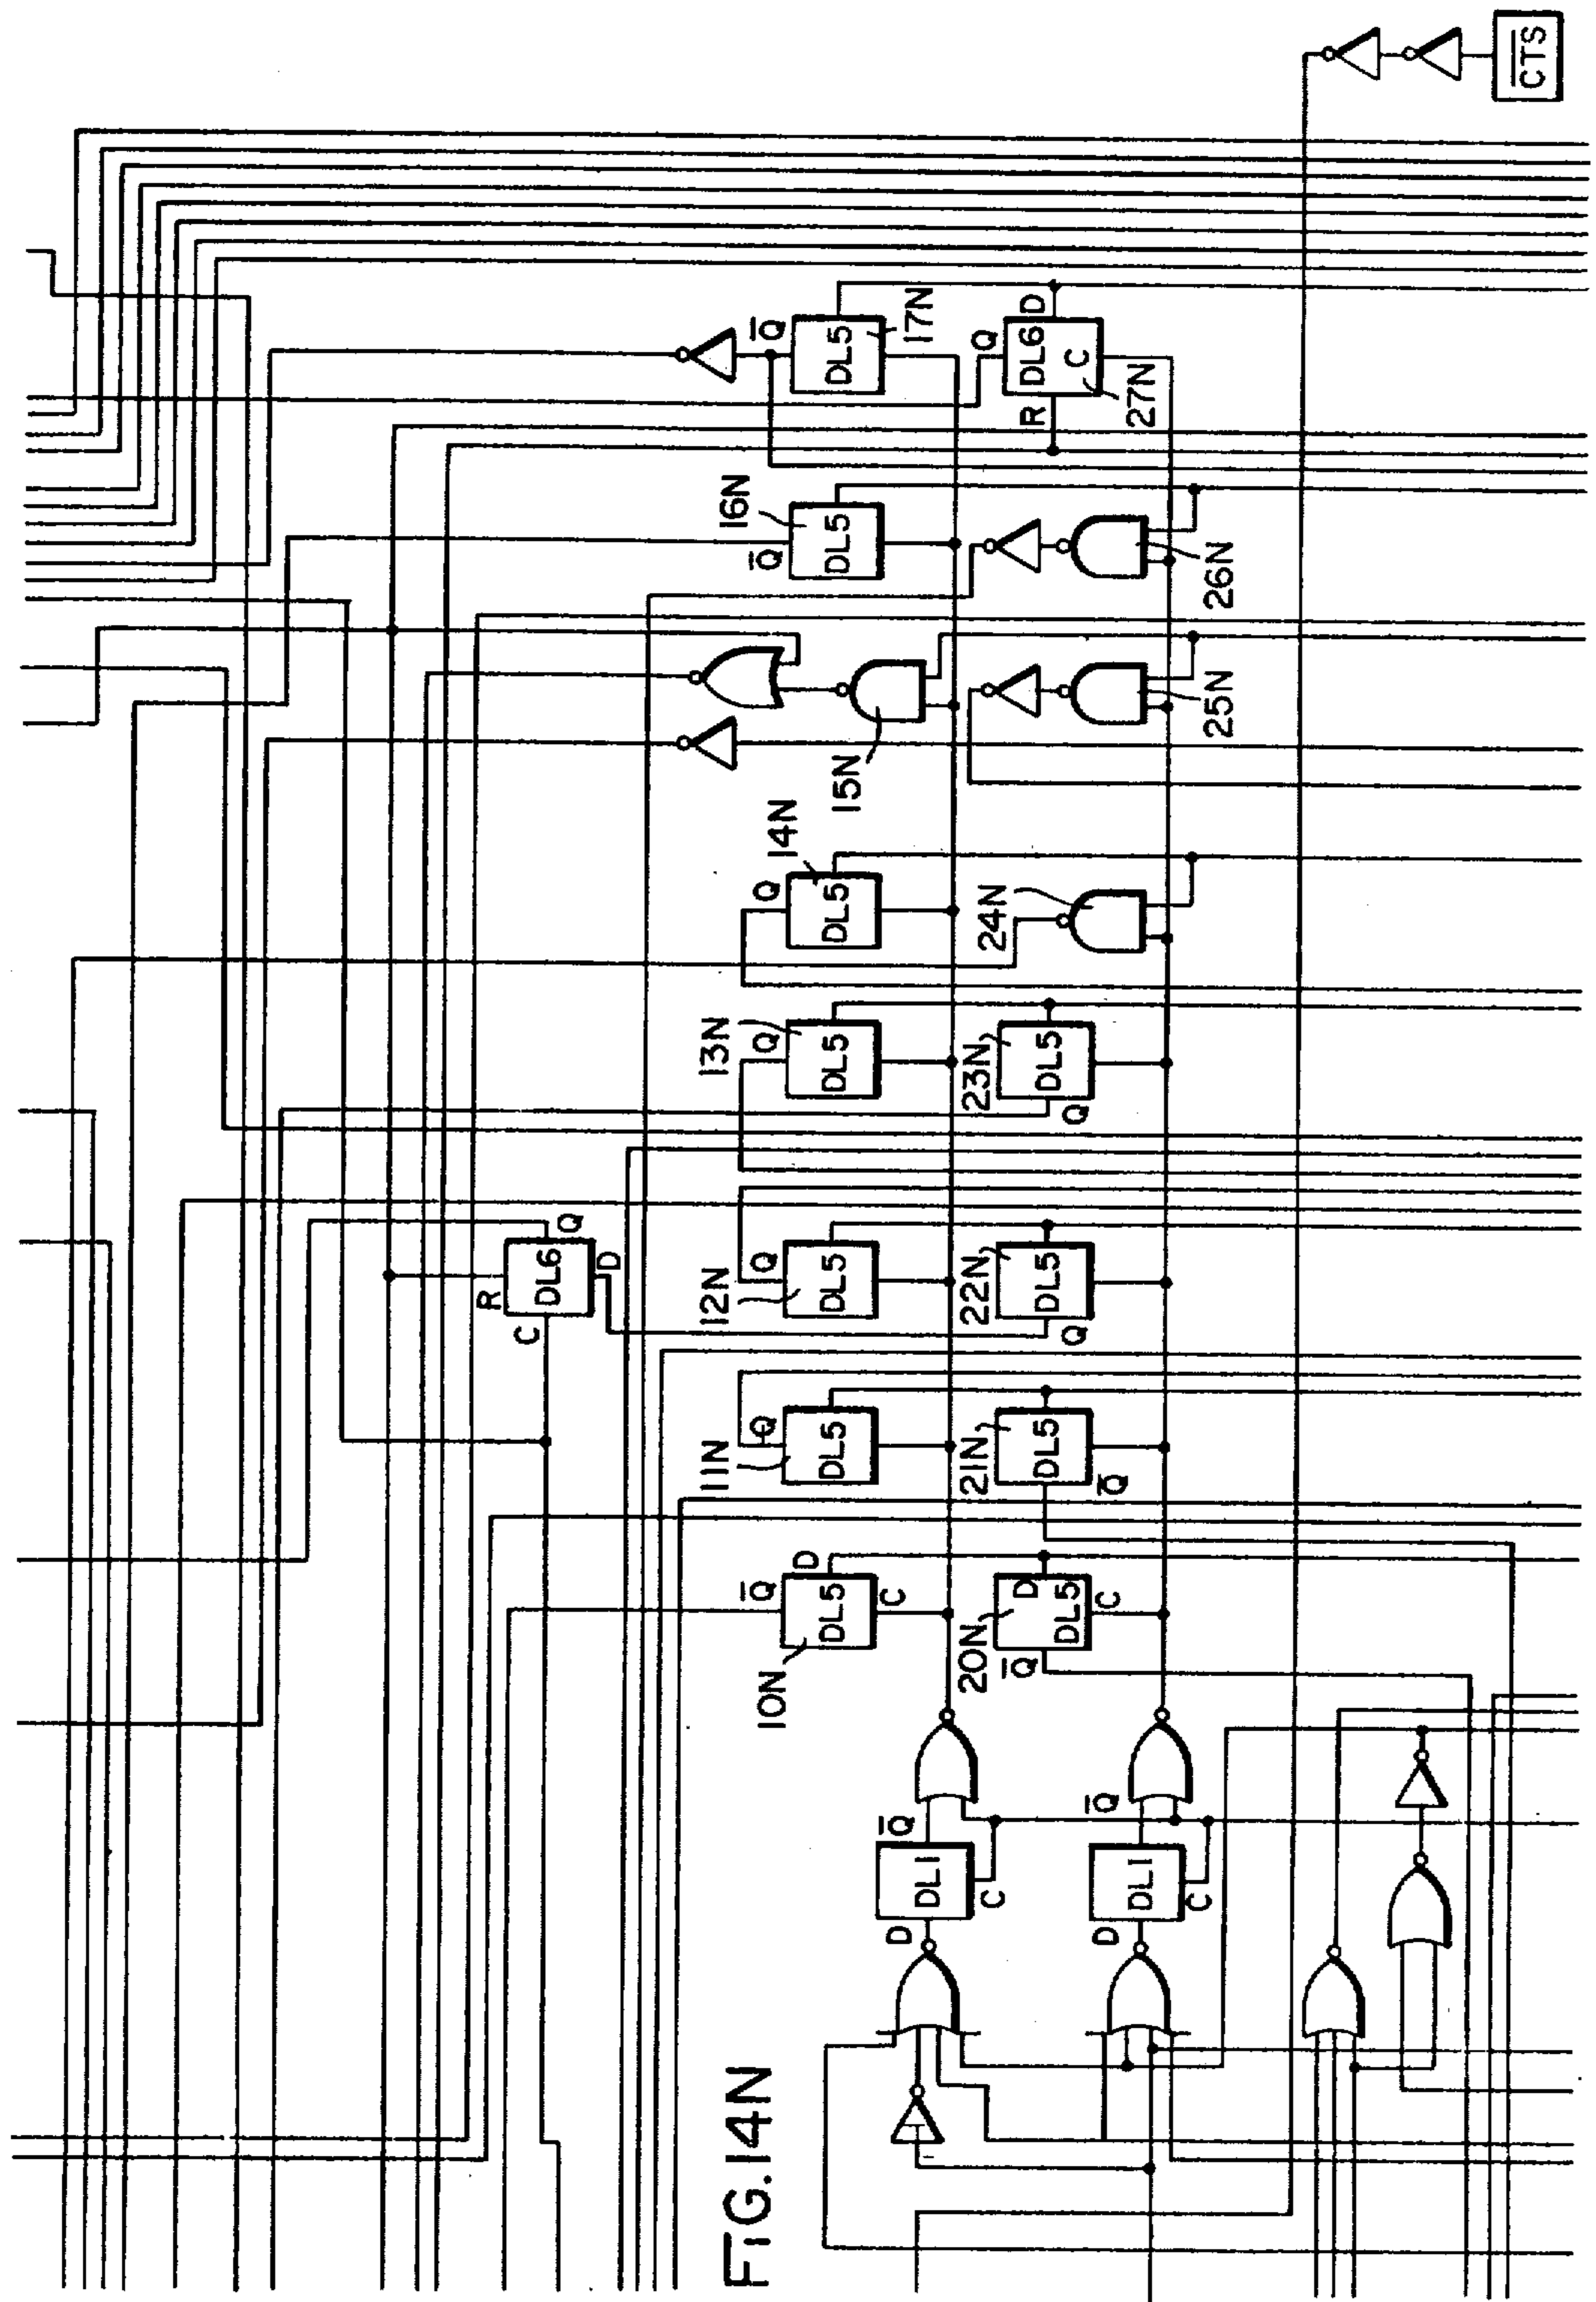 FIG.14N
CTS
Q̅
DL5
17N
Q
DL6
D
C
R
27N
16N
Q̅
DL5
26N
15N
25N
14N
Q
DL5
24N
13N
Q
DL5
23N
DL5
Q
R
DL6
Q
D
C
12N
Q
DL5
22N
DL5
Q
11N
Q
DL5
21N
DL5
Q̅
10N
Q̅
DL5
D
C
20N
Q̅
D
DL5
C
D
DL1
Q̅
C
D
DL1
Q̅
C